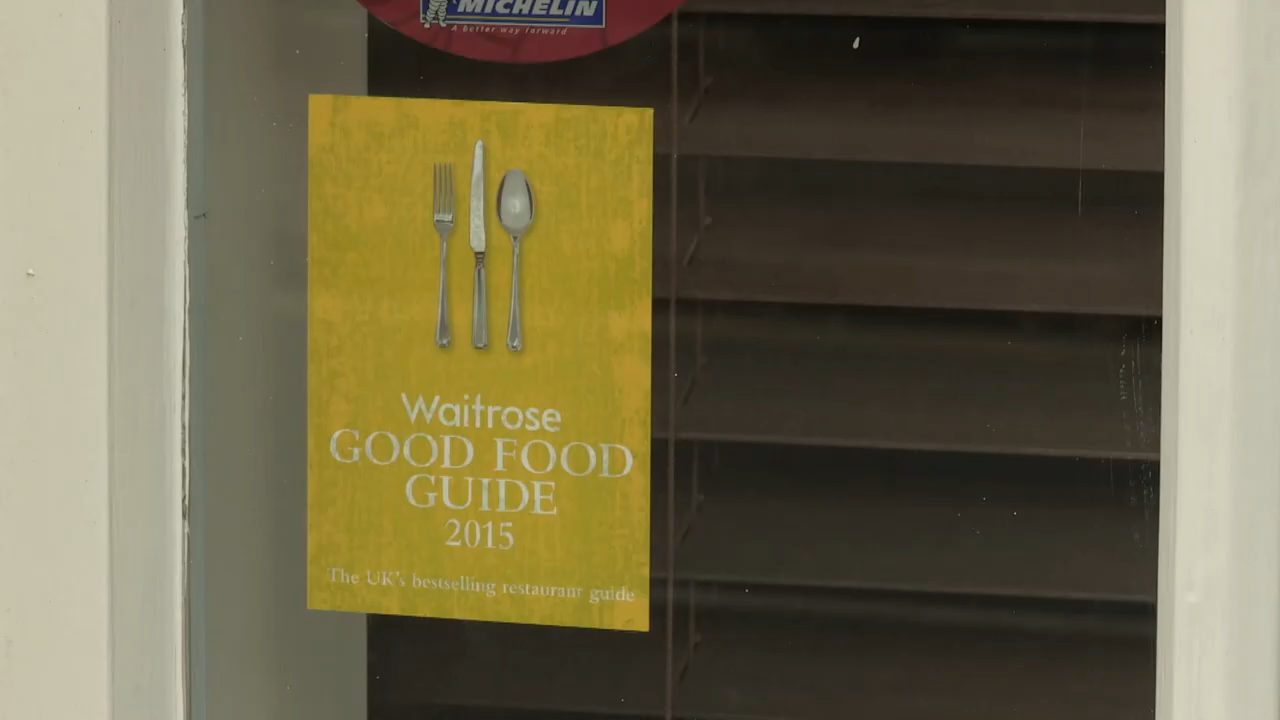 MICHELIN
A better way forward
Waitrose
GOOD FOOD
GUIDE
2015
The UK's bestselling restaurant guide